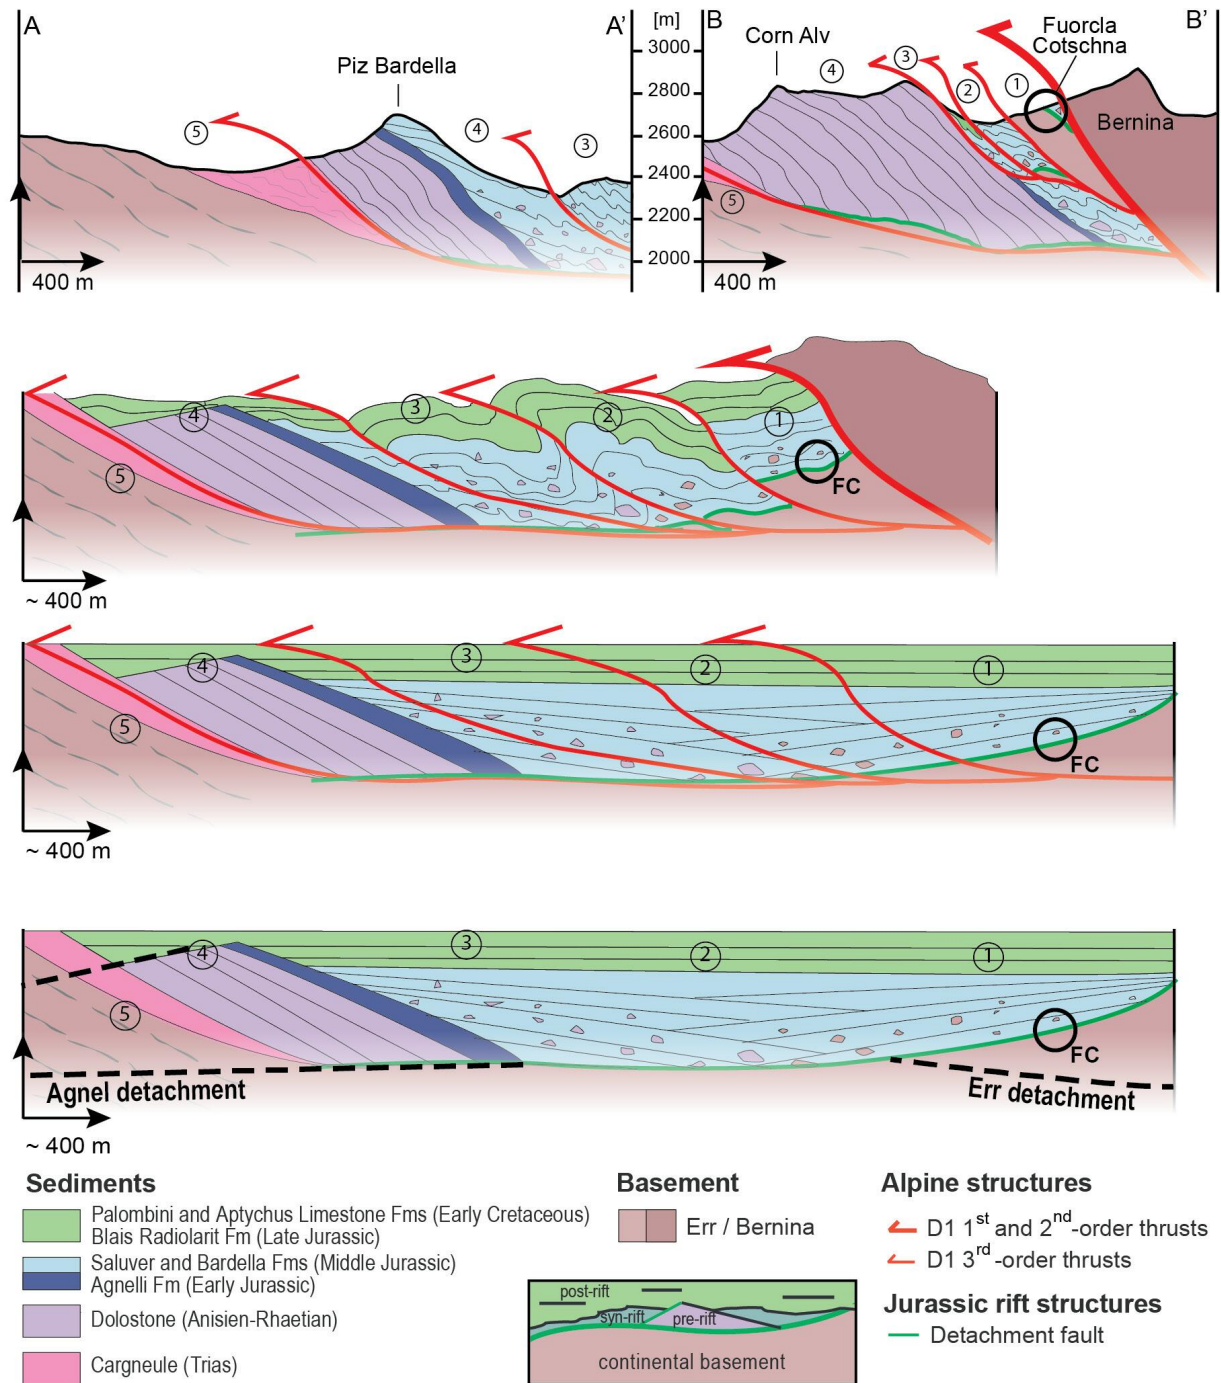 A
A'
[m]
B
B'
Piz Bardella
Corn Alv
Fuorcla
Cotschna
Bernina
3000
2800
2600
2400
2200
2000
5
4
3
4
3
2
1
5
400 m
400 m
4
3
2
1
5
FC
~ 400 m
4
3
2
1
5
FC
~ 400 m
4
3
2
1
5
FC
Agnel detachment
Err detachment
~ 400 m
Sediments
Palombini and Aptychus Limestone Fms (Early Cretaceous)
Blais Radiolarit Fm (Late Jurassic)
Saluver and Bardella Fms (Middle Jurassic)
Agnelli Fm (Early Jurassic)
Dolostone (Anisien-Rhaetian)
Cargneule (Trias)
Basement
Err / Bernina
post-rift
syn-rift
pre-rift
continental basement
Alpine structures
D1 1st and 2nd-order thrusts
D1 3rd-order thrusts
Jurassic rift structures
Detachment fault